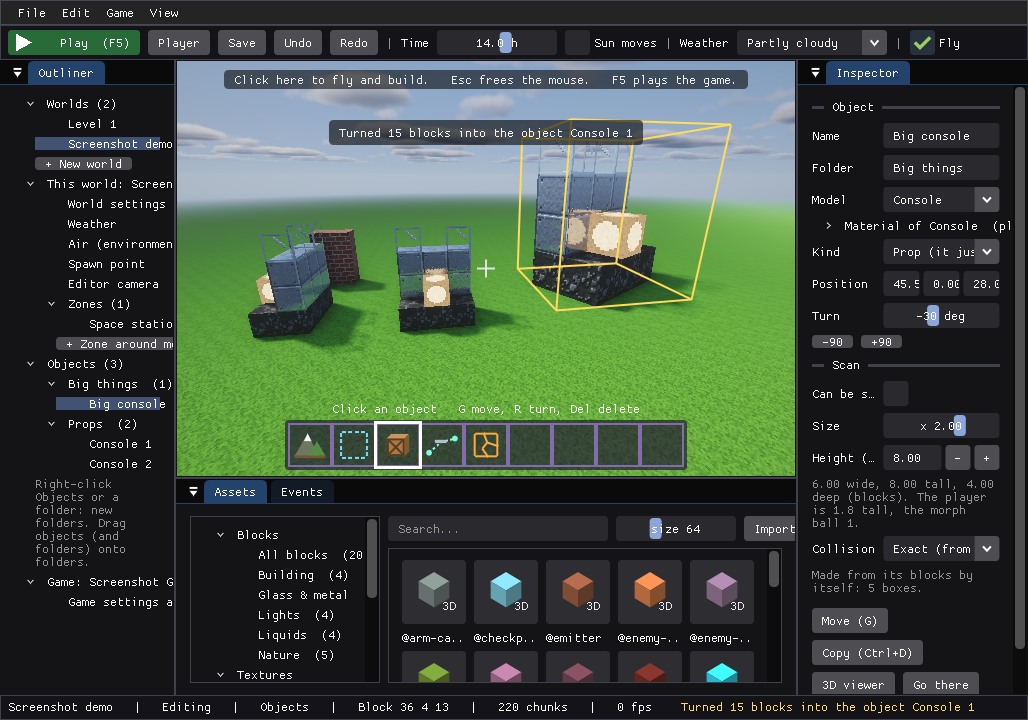 File Edit Game View
Play (F5) Player Save Undo Redo | Time 14.0 h Sun moves | Weather Partly cloudy | Fly
Outliner
Worlds (2)
Level 1
Screenshot demo
+ New world
This world: Screen
World settings
Weather
Air (environmen
Spawn point
Editor camera
Zones (1)
Space statio
+ Zone around m
Objects (3)
Big things (1)
Big console
Props (2)
Console 1
Console 2
Right-click
Objects or a
folder: new
folders. Drag
objects (and
folders) onto
folders.
Game: Screenshot G
Game settings a
Click here to fly and build. Esc frees the mouse. F5 plays the game.
Turned 15 blocks into the object Console 1
Click an object G move, R turn, Del delete
Assets Events
Blocks
All blocks (20
Building (4)
Glass & metal
Lights (4)
Liquids (4)
Nature (5)
Textures
Search... size 64 Import
3D 3D 3D 3D 3D
@arm-ca.. @checkp.. @emitter @enemy-.. @enemy-..
Inspector
Object
Name Big console
Folder Big things
Model Console
Material of Console (pl
Kind Prop (it jus
Position 45.5 0.00 28.0
Turn -30 deg
-90 +90
Scan
Can be s…
Size x 2.00
Height (… 8.00 - +
6.00 wide, 8.00 tall, 4.00
deep (blocks). The player
is 1.8 tall, the morph
ball 1.
Collision Exact (from
Made from its blocks by
itself: 5 boxes.
Move (G)
Copy (Ctrl+D)
3D viewer Go there
Screenshot demo | Editing | Objects | Block 36 4 13 | 220 chunks | 0 fps Turned 15 blocks into the object Console 1